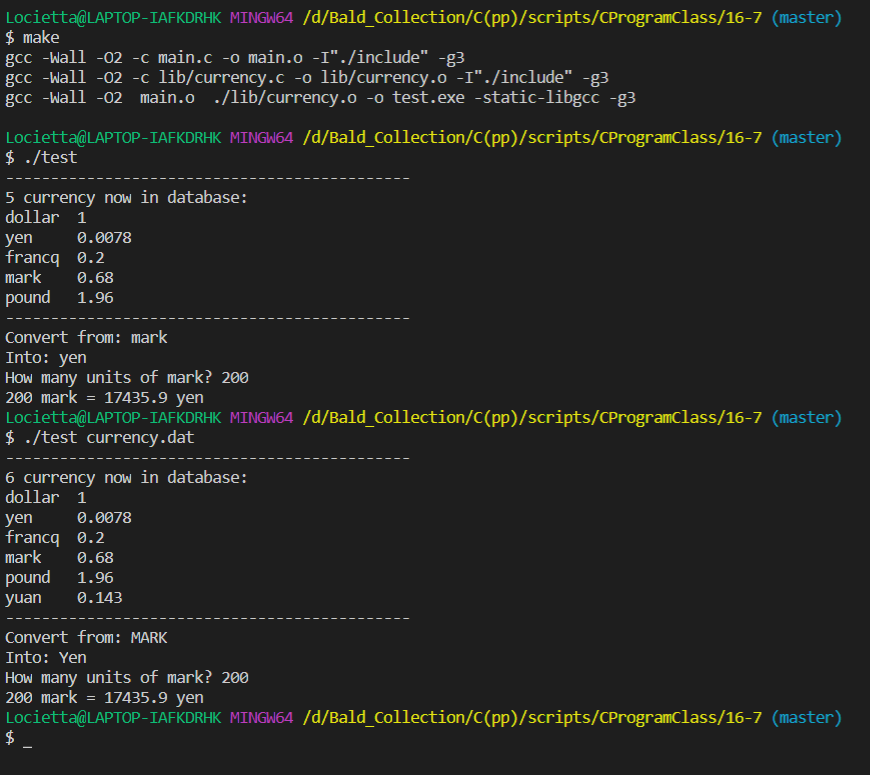 Locietta@LAPTOP-IAFKDRHK MINGW64 /d/Bald_Collection/C(pp)/scripts/CProgramClass/16-7 (master)
$ make
gcc -Wall -O2 -c main.c -o main.o -I"./include" -g3
gcc -Wall -O2 -c lib/currency.c -o lib/currency.o -I"./include" -g3
gcc -Wall -O2  main.o  ./lib/currency.o -o test.exe -static-libgcc -g3

Locietta@LAPTOP-IAFKDRHK MINGW64 /d/Bald_Collection/C(pp)/scripts/CProgramClass/16-7 (master)
$ ./test
---------------------------------------------
5 currency now in database:
dollar  1
yen     0.0078
francq  0.2
mark    0.68
pound   1.96
---------------------------------------------
Convert from: mark
Into: yen
How many units of mark? 200
200 mark = 17435.9 yen
Locietta@LAPTOP-IAFKDRHK MINGW64 /d/Bald_Collection/C(pp)/scripts/CProgramClass/16-7 (master)
$ ./test currency.dat
---------------------------------------------
6 currency now in database:
dollar  1
yen     0.0078
francq  0.2
mark    0.68
pound   1.96
yuan    0.143
---------------------------------------------
Convert from: MARK
Into: Yen
How many units of mark? 200
200 mark = 17435.9 yen
Locietta@LAPTOP-IAFKDRHK MINGW64 /d/Bald_Collection/C(pp)/scripts/CProgramClass/16-7 (master)
$ _